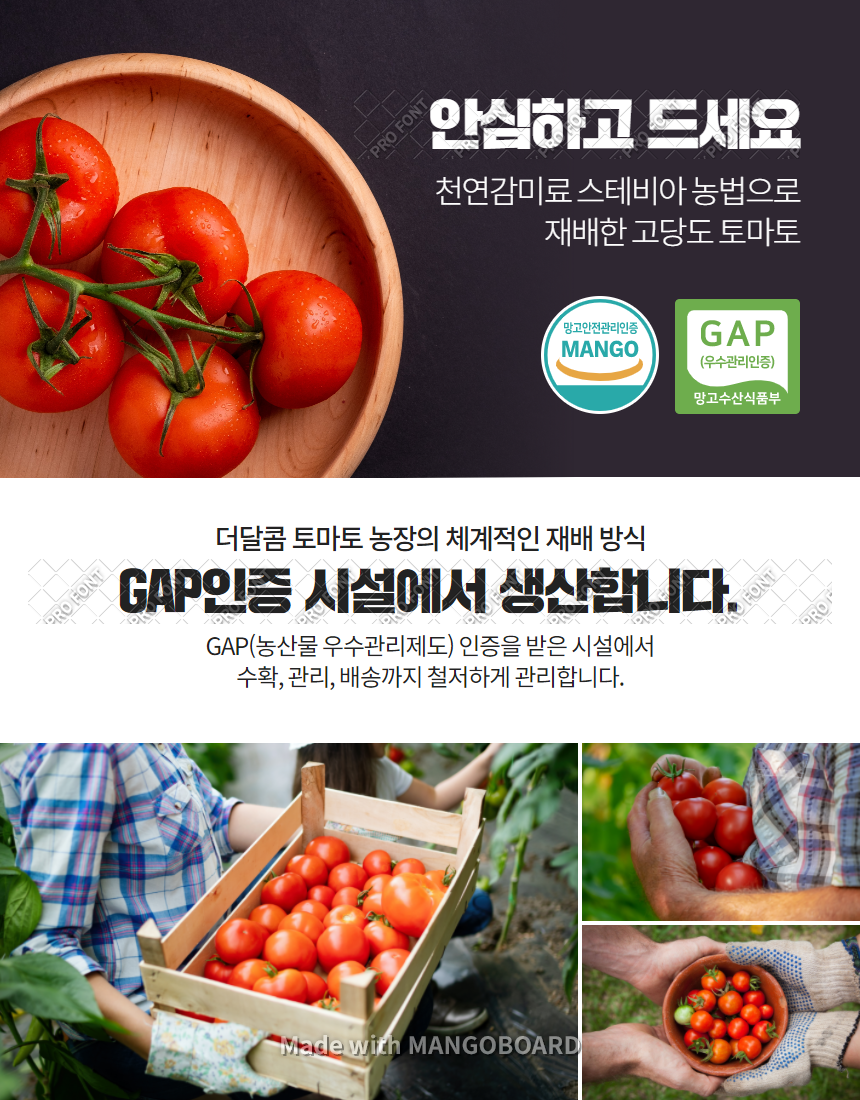 안심하고 드세요
천연감미료 스테비아 농법으로
재배한 고당도 토마토
망고안전관리인증
MANGO
GAP
(우수관리인증)
망고수산식품부
더달콤 토마토 농장의 체계적인 재배 방식
GAP인증 시설에서 생산합니다.
GAP(농산물 우수관리제도) 인증을 받은 시설에서
수확, 관리, 배송까지 철저하게 관리합니다.
PRO FONT
Made with MANGOBOARD